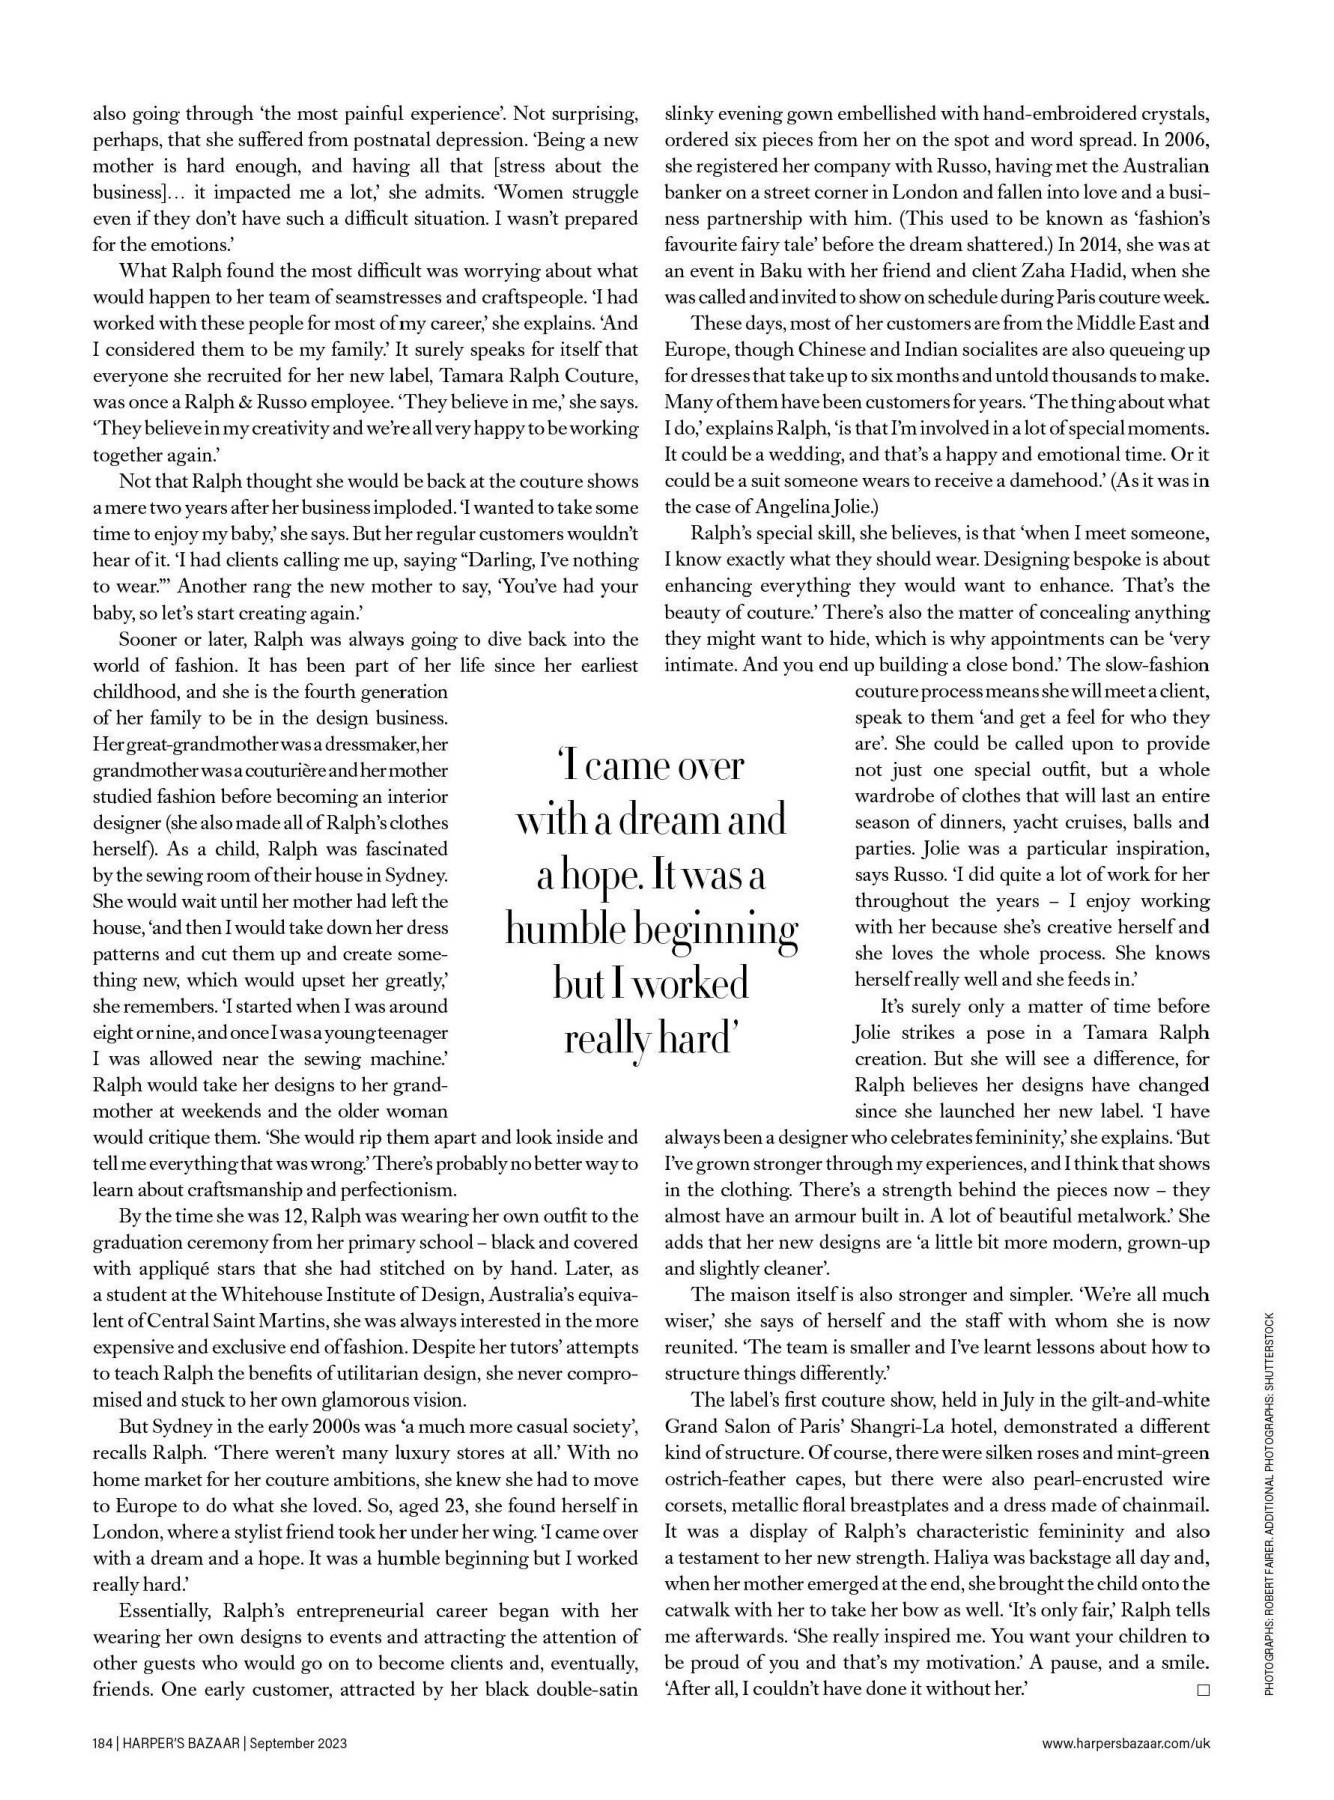 also going through ‘the most painful experience’. Not surprising,
perhaps, that she suffered from postnatal depression. ‘Being a new
mother is hard enough, and having all that [stress about the
business]… it impacted me a lot,’ she admits. ‘Women struggle
even if they don’t have such a difficult situation. I wasn’t prepared
for the emotions.’
What Ralph found the most difficult was worrying about what
would happen to her team of seamstresses and craftspeople. ‘I had
worked with these people for most of my career,’ she explains. ‘And
I considered them to be my family.’ It surely speaks for itself that
everyone she recruited for her new label, Tamara Ralph Couture,
was once a Ralph & Russo employee. ‘They believe in me,’ she says.
‘They believe in my creativity and we’re all very happy to be working
together again.’
Not that Ralph thought she would be back at the couture shows
a mere two years after her business imploded. ‘I wanted to take some
time to enjoy my baby,’ she says. But her regular customers wouldn’t
hear of it. ‘I had clients calling me up, saying “Darling, I’ve nothing
to wear.”’ Another rang the new mother to say, ‘You’ve had your
baby, so let’s start creating again.’
Sooner or later, Ralph was always going to dive back into the
world of fashion. It has been part of her life since her earliest
childhood, and she is the fourth generation
of her family to be in the design business.
Her great-grandmother was a dressmaker, her
grandmother was a couturière and her mother
studied fashion before becoming an interior
designer (she also made all of Ralph’s clothes
herself). As a child, Ralph was fascinated
by the sewing room of their house in Sydney.
She would wait until her mother had left the
house, ‘and then I would take down her dress
patterns and cut them up and create some-
thing new, which would upset her greatly,’
she remembers. ‘I started when I was around
eight or nine, and once I was a young teenager
I was allowed near the sewing machine.’
Ralph would take her designs to her grand-
mother at weekends and the older woman
would critique them. ‘She would rip them apart and look inside and
tell me everything that was wrong.’ There’s probably no better way to
learn about craftsmanship and perfectionism.
By the time she was 12, Ralph was wearing her own outfit to the
graduation ceremony from her primary school – black and covered
with appliqué stars that she had stitched on by hand. Later, as
a student at the Whitehouse Institute of Design, Australia’s equiva-
lent of Central Saint Martins, she was always interested in the more
expensive and exclusive end of fashion. Despite her tutors’ attempts
to teach Ralph the benefits of utilitarian design, she never compro-
mised and stuck to her own glamorous vision.
But Sydney in the early 2000s was ‘a much more casual society’,
recalls Ralph. ‘There weren’t many luxury stores at all.’ With no
home market for her couture ambitions, she knew she had to move
to Europe to do what she loved. So, aged 23, she found herself in
London, where a stylist friend took her under her wing. ‘I came over
with a dream and a hope. It was a humble beginning but I worked
really hard.’
Essentially, Ralph’s entrepreneurial career began with her
wearing her own designs to events and attracting the attention of
other guests who would go on to become clients and, eventually,
friends. One early customer, attracted by her black double-satin
‘I came over
with a dream and
a hope. It was a
humble beginning
but I worked
really hard’
slinky evening gown embellished with hand-embroidered crystals,
ordered six pieces from her on the spot and word spread. In 2006,
she registered her company with Russo, having met the Australian
banker on a street corner in London and fallen into love and a busi-
ness partnership with him. (This used to be known as ‘fashion’s
favourite fairy tale’ before the dream shattered.) In 2014, she was at
an event in Baku with her friend and client Zaha Hadid, when she
was called and invited to show on schedule during Paris couture week.
These days, most of her customers are from the Middle East and
Europe, though Chinese and Indian socialites are also queueing up
for dresses that take up to six months and untold thousands to make.
Many of them have been customers for years. ‘The thing about what
I do,’ explains Ralph, ‘is that I’m involved in a lot of special moments.
It could be a wedding, and that’s a happy and emotional time. Or it
could be a suit someone wears to receive a damehood.’ (As it was in
the case of Angelina Jolie.)
Ralph’s special skill, she believes, is that ‘when I meet someone,
I know exactly what they should wear. Designing bespoke is about
enhancing everything they would want to enhance. That’s the
beauty of couture.’ There’s also the matter of concealing anything
they might want to hide, which is why appointments can be ‘very
intimate. And you end up building a close bond.’ The slow-fashion
couture process means she will meet a client,
speak to them ‘and get a feel for who they
are’. She could be called upon to provide
not just one special outfit, but a whole
wardrobe of clothes that will last an entire
season of dinners, yacht cruises, balls and
parties. Jolie was a particular inspiration,
says Russo. ‘I did quite a lot of work for her
throughout the years – I enjoy working
with her because she’s creative herself and
she loves the whole process. She knows
herself really well and she feeds in.’
It’s surely only a matter of time before
Jolie strikes a pose in a Tamara Ralph
creation. But she will see a difference, for
Ralph believes her designs have changed
since she launched her new label. ‘I have
always been a designer who celebrates femininity,’ she explains. ‘But
I’ve grown stronger through my experiences, and I think that shows
in the clothing. There’s a strength behind the pieces now – they
almost have an armour built in. A lot of beautiful metalwork.’ She
adds that her new designs are ‘a little bit more modern, grown-up
and slightly cleaner’.
The maison itself is also stronger and simpler. ‘We’re all much
wiser,’ she says of herself and the staff with whom she is now
reunited. ‘The team is smaller and I’ve learnt lessons about how to
structure things differently.’
The label’s first couture show, held in July in the gilt-and-white
Grand Salon of Paris’ Shangri-La hotel, demonstrated a different
kind of structure. Of course, there were silken roses and mint-green
ostrich-feather capes, but there were also pearl-encrusted wire
corsets, metallic floral breastplates and a dress made of chainmail.
It was a display of Ralph’s characteristic femininity and also
a testament to her new strength. Haliya was backstage all day and,
when her mother emerged at the end, she brought the child onto the
catwalk with her to take her bow as well. ‘It’s only fair,’ Ralph tells
me afterwards. ‘She really inspired me. You want your children to
be proud of you and that’s my motivation.’ A pause, and a smile.
‘After all, I couldn’t have done it without her.’ □
PHOTOGRAPHS: ROBERT FAIRER. ADDITIONAL PHOTOGRAPHS: SHUTTERSTOCK
184 | HARPER’S BAZAAR | September 2023
www.harpersbazaar.com/uk